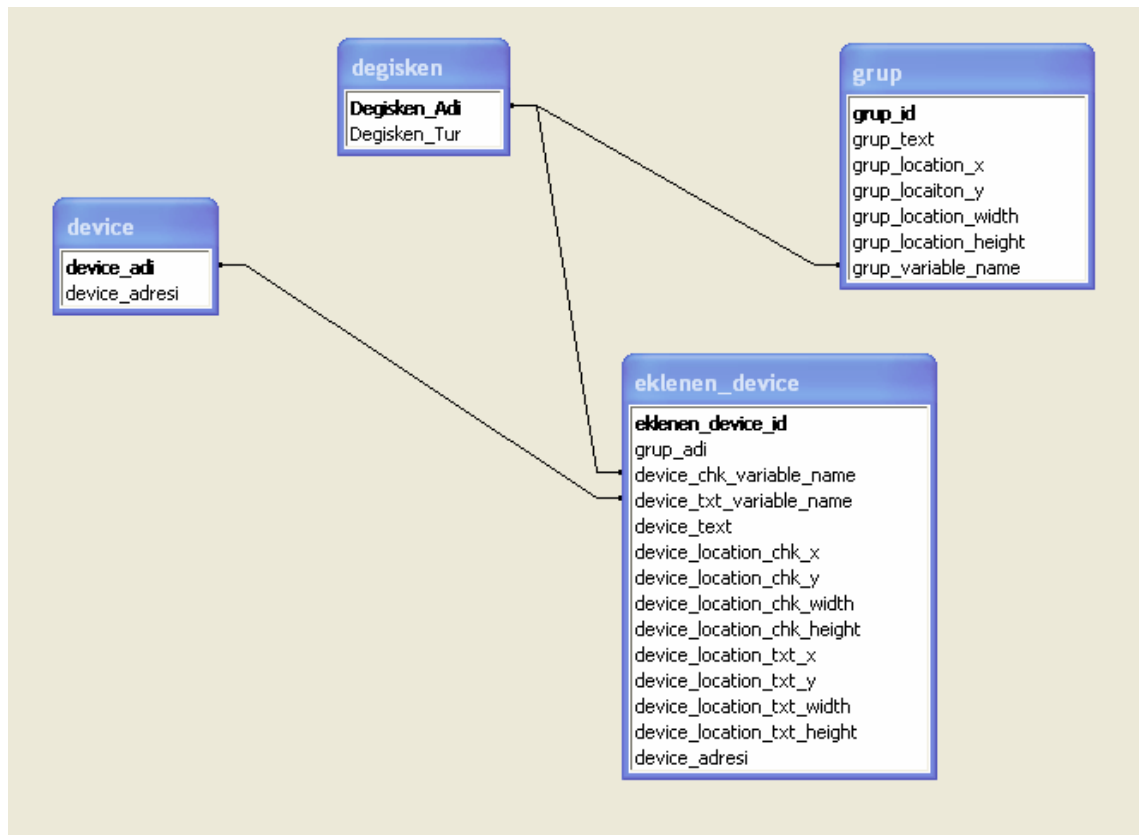 degisken
Degisken_Adi
Degisken_Tur
grup
grup_id
grup_text
grup_location_x
grup_locaiton_y
grup_location_width
grup_location_height
grup_variable_name
device
device_adi
device_adresi
eklenen_device
eklenen_device_id
grup_adi
device_chk_variable_name
device_txt_variable_name
device_text
device_location_chk_x
device_location_chk_y
device_location_chk_width
device_location_chk_height
device_location_txt_x
device_location_txt_y
device_location_txt_width
device_location_txt_height
device_adresi